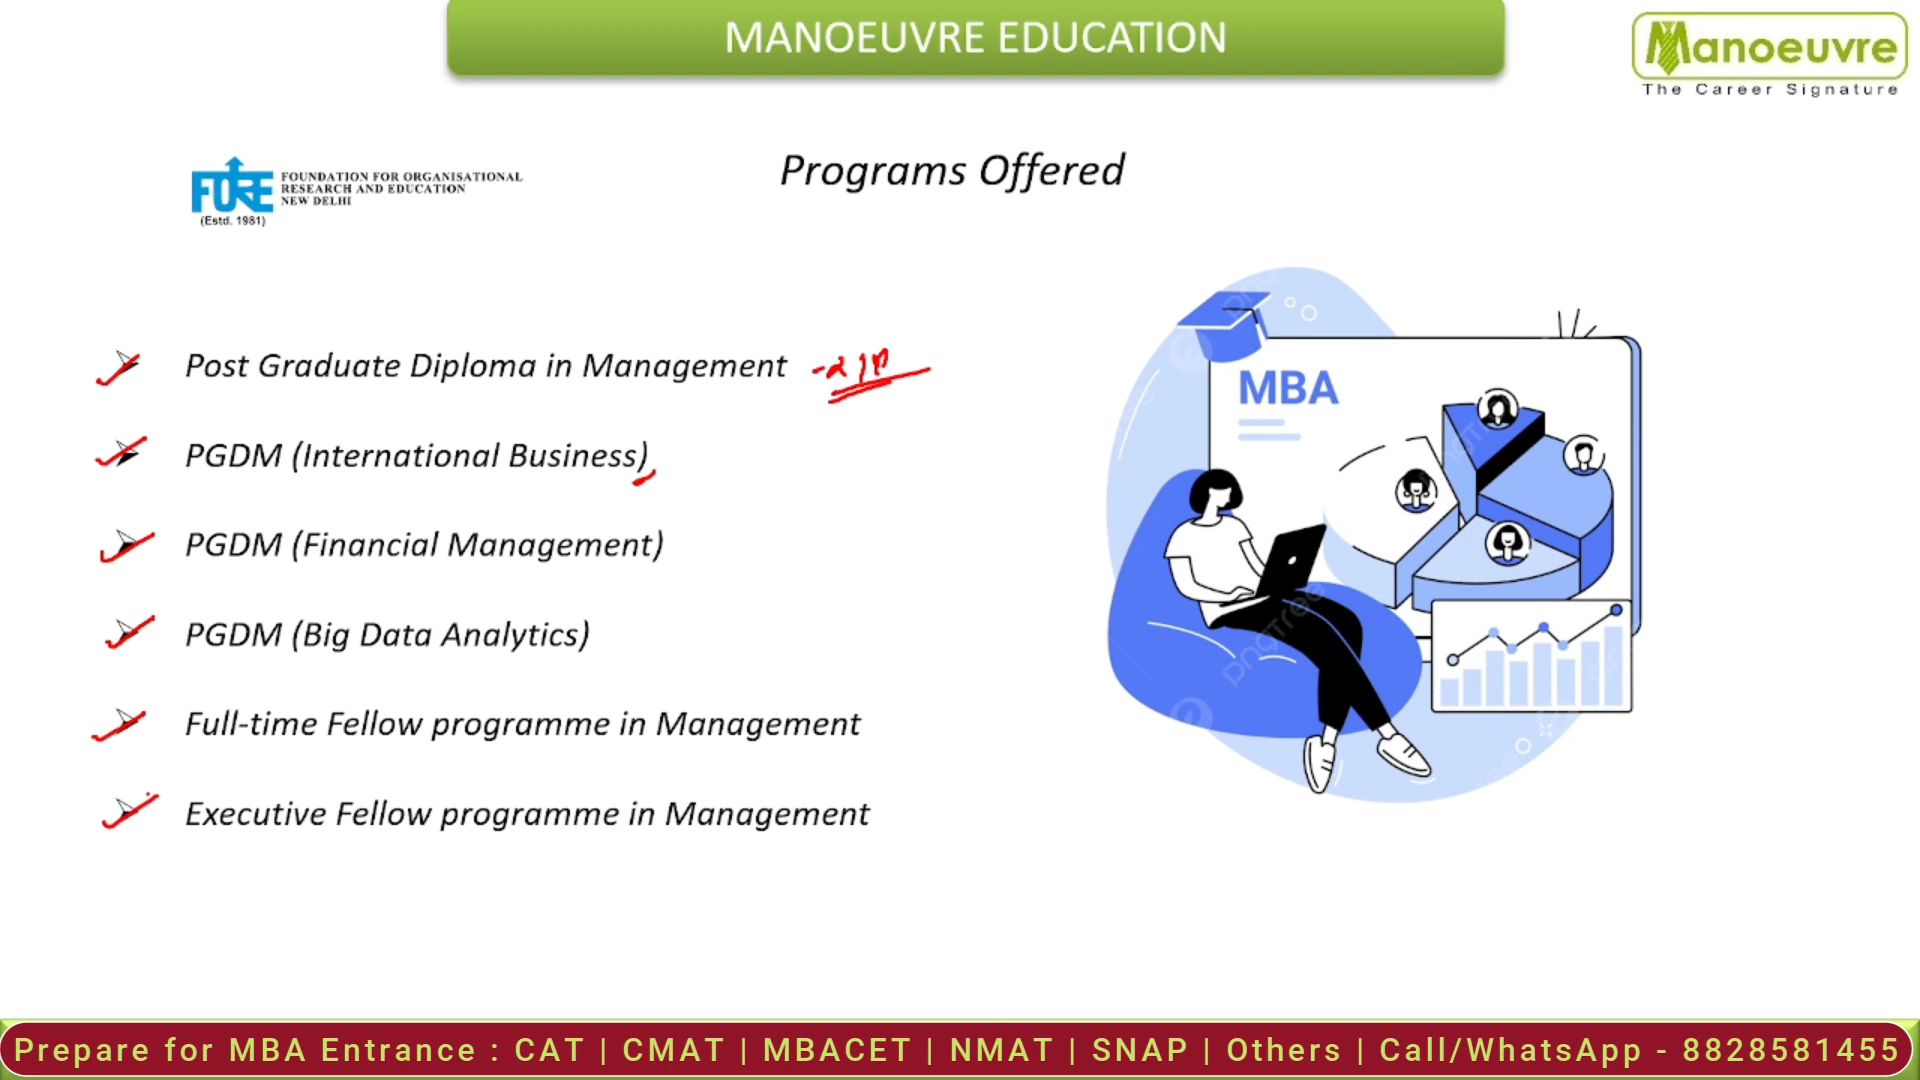 MANOEUVRE EDUCATION
Manoeuvre
The Career Signature
FORE
(Estd. 1981)
FOUNDATION FOR ORGANISATIONAL
RESEARCH AND EDUCATION
NEW DELHI
Programs Offered
Post Graduate Diploma in Management
PGDM (International Business)
PGDM (Financial Management)
PGDM (Big Data Analytics)
Full-time Fellow programme in Management
Executive Fellow programme in Management
MBA
Prepare for MBA Entrance : CAT | CMAT | MBACET | NMAT | SNAP | Others | Call/WhatsApp - 8828581455